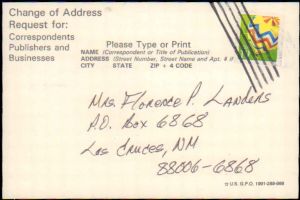 Change of Address
Request for:
Correspondents
Publishers and
Businesses
Please Type or Print
NAME (Correspondent or Title of Publication)
ADDRESS (Street Number, Street Name and Apt. # if
CITY STATE ZIP + 4 CODE
Mrs. Florence P. Landers
P.O. Box 6868
Las Cruces, NM
88006-6868
☆ U.S. G.P.O. 1991-289-969